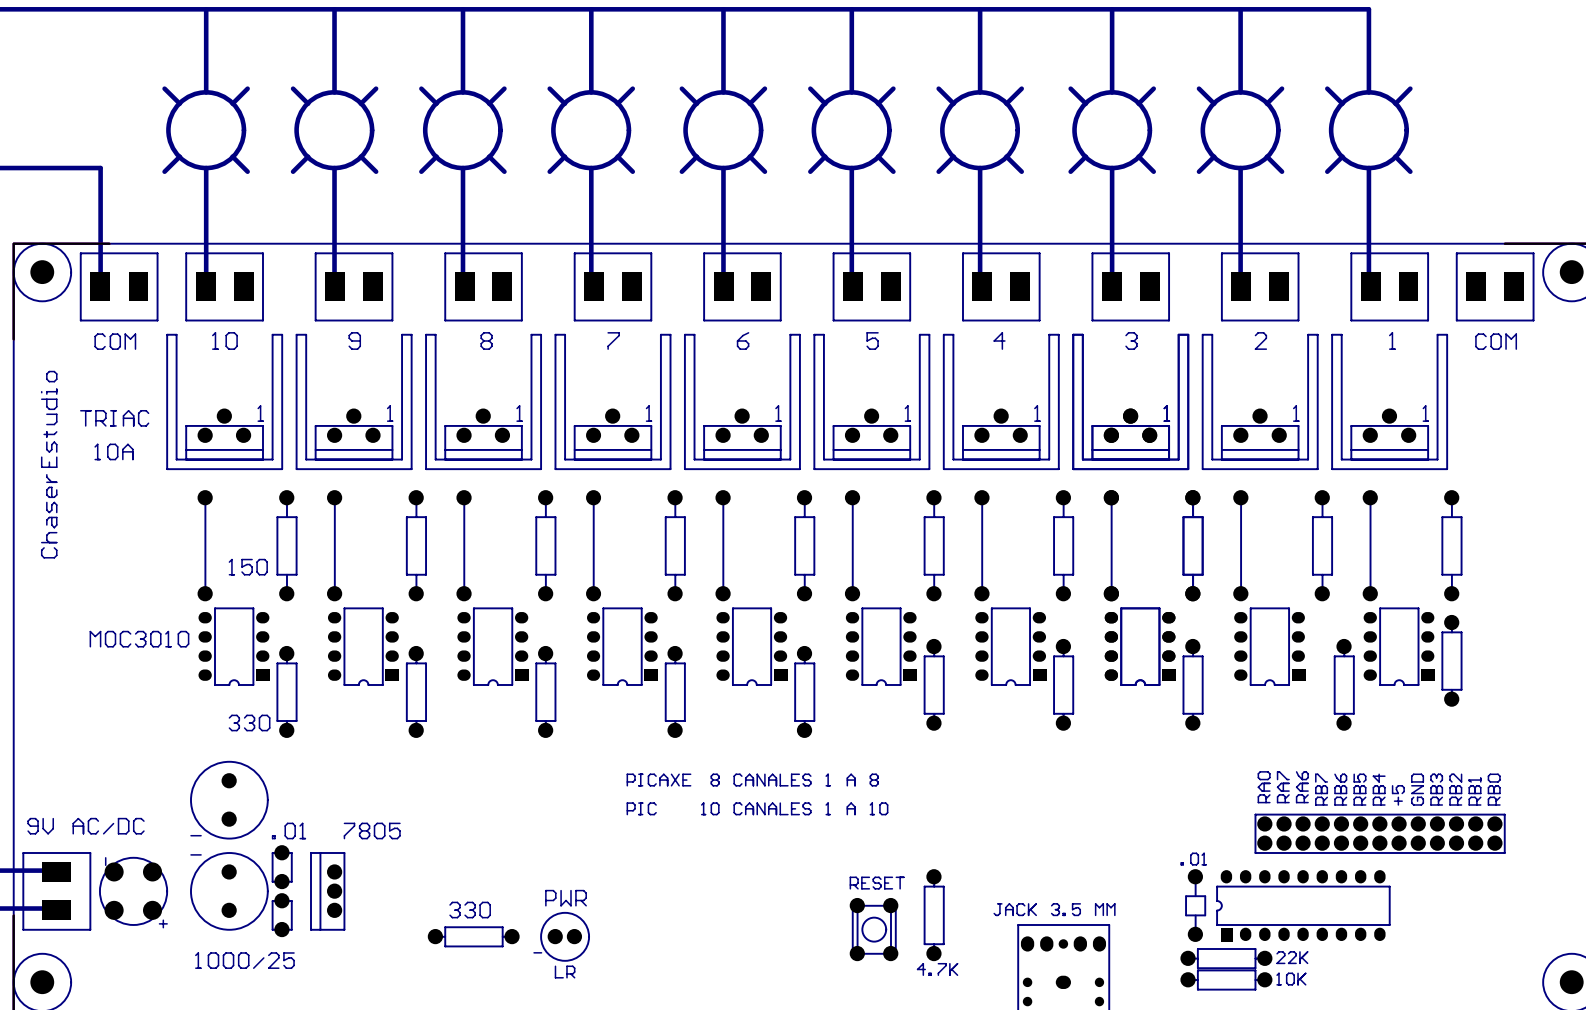 COM 10 9 8 7 6 5 4 3 2 1 COM
ChaserEstudio
TRIAC
10A
1 1 1 1 1 1 1 1 1 1
150
MOC3010
330
PICAXE 8 CANALES 1 A 8
PIC 10 CANALES 1 A 10
RA0
RA7
RA6
RB7
RB6
RB5
RB4
+5
GND
RB3
RB2
RB1
RB0
9V AC/DC
.01
7805
-
-
+
1000/25
330
PWR
-
LR
RESET
4.7K
JACK 3.5 MM
.01
22K
10K